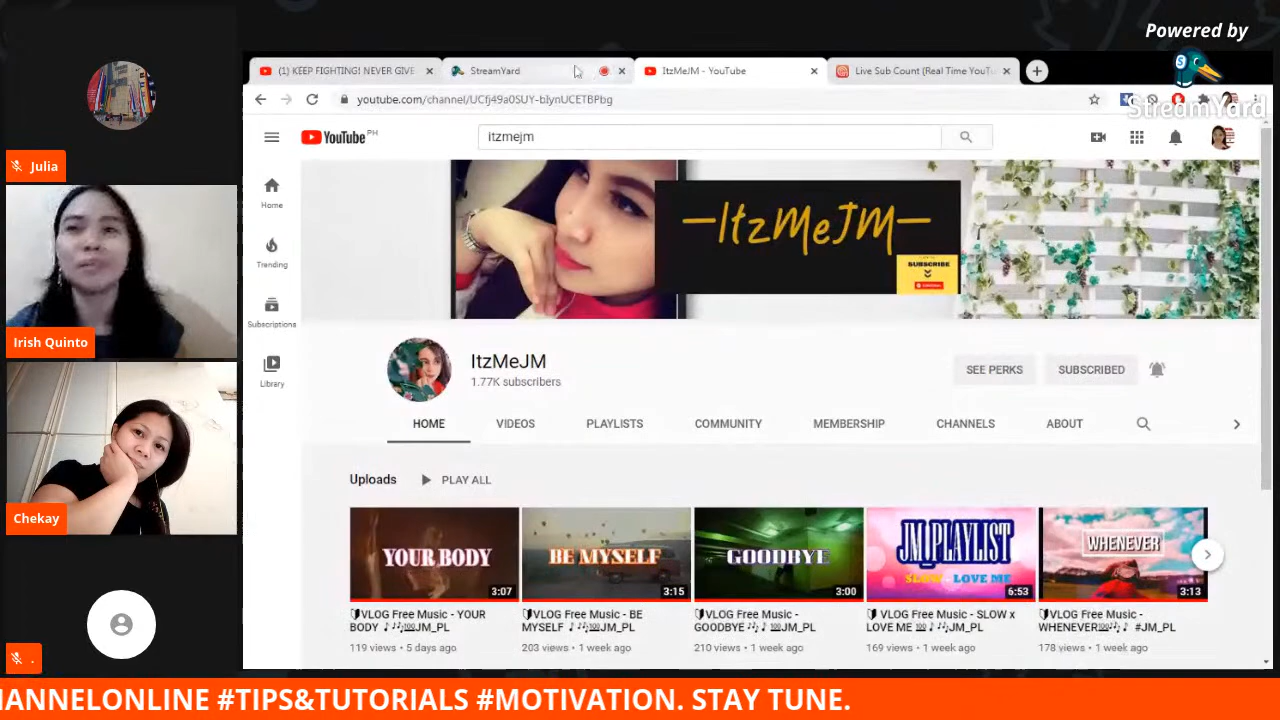 Powered by
StreamYard
Julia
Irish Quinto
Chekay
.
(1) KEEP FIGHTING! NEVER GIVE
StreamYard
ItzMeJM - YouTube
Live Sub Count (Real Time YouTu
youtube.com/channel/UCfj49a0SUY-bIynUCETBPbg
YouTube PH
itzmejm
Home
Trending
Subscriptions
Library
—ItzMeJM—
SUBSCRIBE
ItzMeJM
1.77K subscribers
SEE PERKS
SUBSCRIBED
HOME VIDEOS PLAYLISTS COMMUNITY MEMBERSHIP CHANNELS ABOUT
Uploads PLAY ALL
YOUR BODY
3:07
BE MYSELF
3:15
GOODBYE
3:00
JM_PLAYLIST
SLOW - LOVE ME
6:53
WHENEVER
3:13
VLOG Free Music - YOUR
BODY ♪🎶💯JM_PL
119 views • 5 days ago
VLOG Free Music - BE
MYSELF ♪🎶💯JM_PL
203 views • 1 week ago
VLOG Free Music -
GOODBYE 🎶♪💯JM_PL
210 views • 1 week ago
VLOG Free Music - SLOW x
LOVE ME 💯♪🎶JM_PL
169 views • 1 week ago
VLOG Free Music -
WHENEVER💯🎶♪ #JM_PL
178 views • 1 week ago
HANNELONLINE #TIPS&TUTORIALS #MOTIVATION. STAY TUNE.